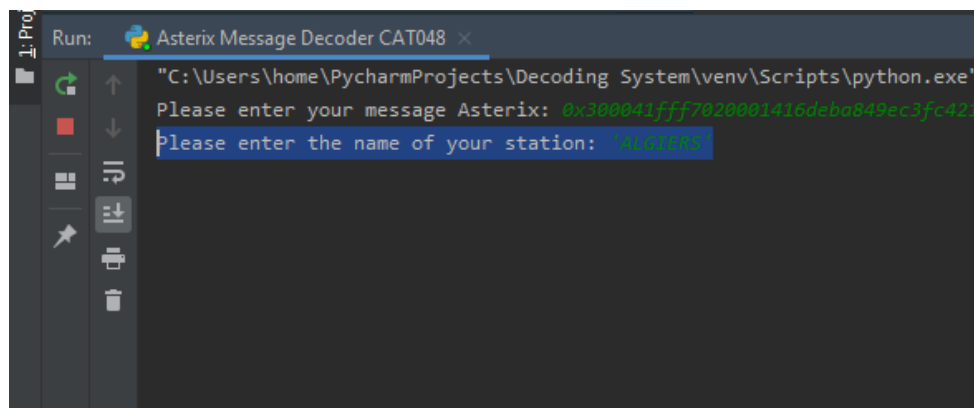 1: Proj
Run: Asterix Message Decoder CAT048
"C:\Users\home\PycharmProjects\Decoding System\venv\Scripts\python.exe"
Please enter your message Asterix: 0x300041fff7020001416deba849ec3fc421
Please enter the name of your station: 'ALGIERS'